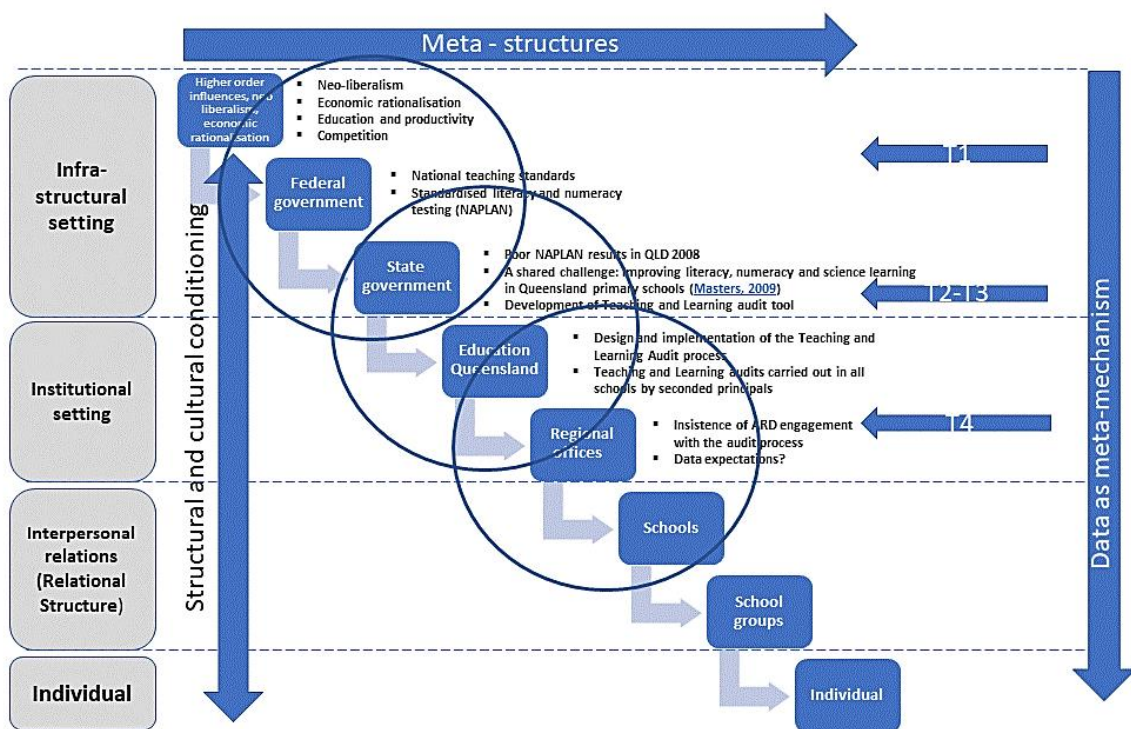 Meta - structures
Higher order
influences, neo
liberalism,
economic
rationalisation
▪ Neo-liberalism
▪ Economic rationalisation
▪ Education and productivity
▪ Competition
Infra-
structural
setting
T1
Federal
government
▪ National teaching standards
▪ Standardised literacy and numeracy
testing (NAPLAN)
State
government
▪ Poor NAPLAN results in QLD 2008
▪ A shared challenge: improving literacy, numeracy and science learning
in Queensland primary schools (Masters, 2009)
▪ Development of Teaching and Learning audit tool
T2-T3
Structural and cultural conditioning
Data as meta-mechanism
Institutional
setting
Education
Queensland
▪ Design and implementation of the Teaching and
Learning Audit process
▪ Teaching and Learning audits carried out in all
schools by seconded principals
Regional
offices
▪ Insistence of ARD engagement
with the audit process
▪ Data expectations?
T4
Interpersonal
relations
(Relational
Structure)
Schools
School
groups
Individual
Individual